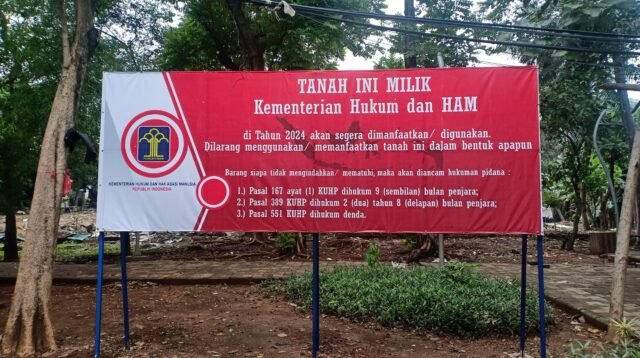 TANAH INI MILIK
Kementerian Hukum dan HAM
di Tahun 2024 akan segera dimanfaatkan/ digunakan.
Dilarang menggunakan/ memanfaatkan tanah ini dalam bentuk apapun
Barang siapa tidak mengindahkan/ mematuhi, maka akan diancam hukuman pidana :
1.) Pasal 167 ayat (1) KUHP dihukum 9 (sembilan) bulan penjara;
2.) Pasal 389 KUHP dihukum 2 (dua) tahun 8 (delapan) bulan penjara;
3.) Pasal 551 KUHP dihukum denda.
KEMENTERIAN HUKUM DAN HAK ASASI MANUSIA
REPUBLIK INDONESIA